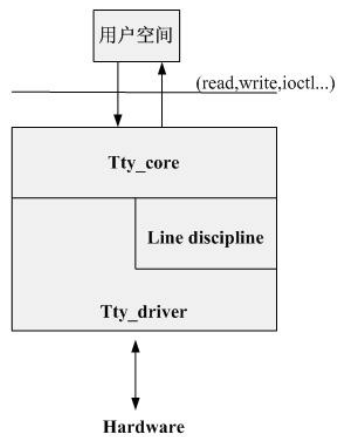 用户空间
(read,write,ioctl...)
Tty_core
Line discipline
Tty_driver
Hardware